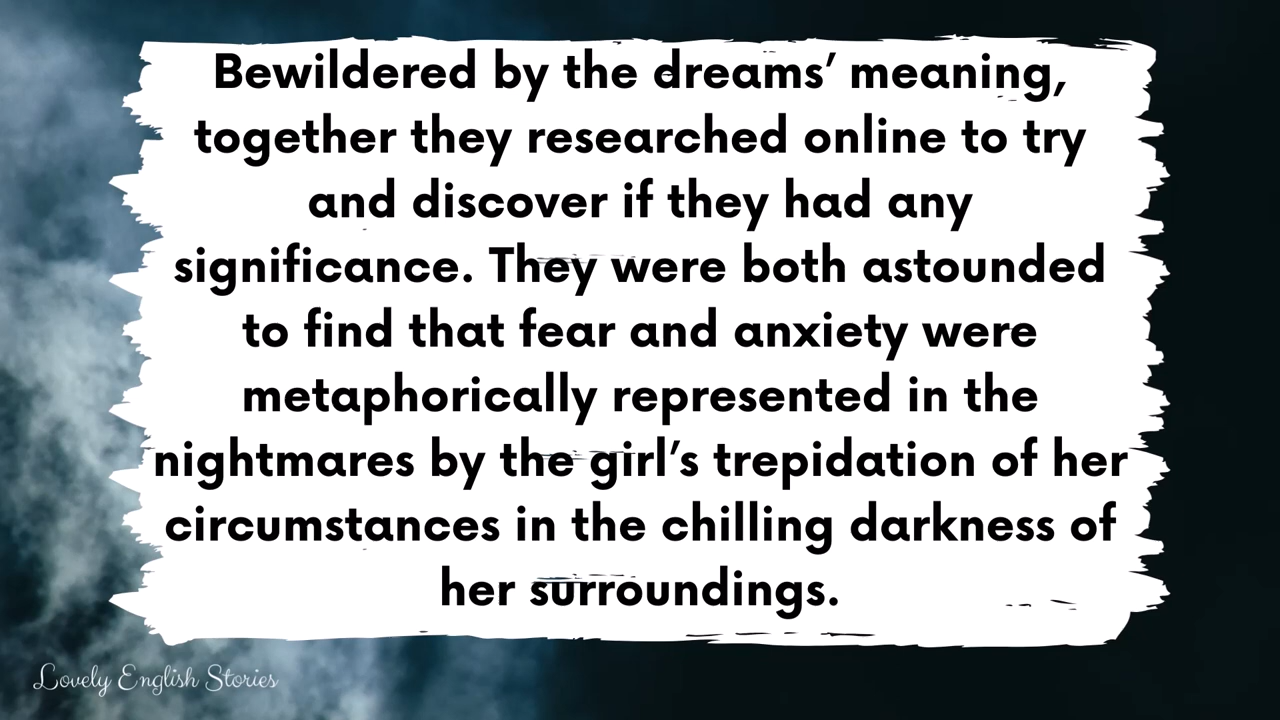 Bewildered by the dreams’ meaning,
together they researched online to try
and discover if they had any
significance. They were both astounded
to find that fear and anxiety were
metaphorically represented in the
nightmares by the girl’s trepidation of her
circumstances in the chilling darkness of
her surroundings.
Lovely English Stories